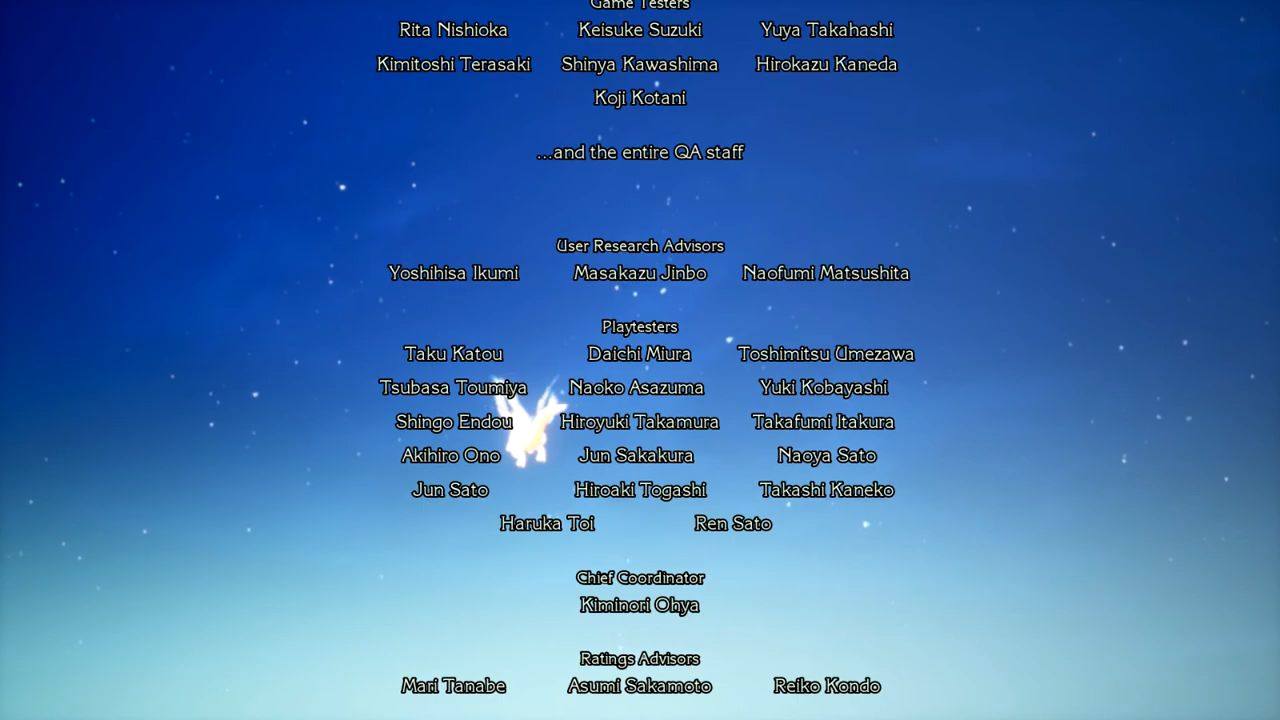 Game Testers
Rita Nishioka Keisuke Suzuki Yuya Takahashi
Kimitoshi Terasaki Shinya Kawashima Hirokazu Kaneda
Koji Kotani
...and the entire QA staff
User Research Advisors
Yoshihisa Ikumi Masakazu Jinbo Naofumi Matsushita
Playtesters
Taku Katou Daichi Miura Toshimitsu Umezawa
Tsubasa Toumiya Naoko Asazuma Yuki Kobayashi
Shingo Endou Hiroyuki Takamura Takafumi Itakura
Akihiro Ono Jun Sakakura Naoya Sato
Jun Sato Hiroaki Togashi Takashi Kaneko
Haruka Toi Ren Sato
Chief Coordinator
Kiminori Ohya
Ratings Advisors
Mari Tanabe Asumi Sakamoto Reiko Kondo